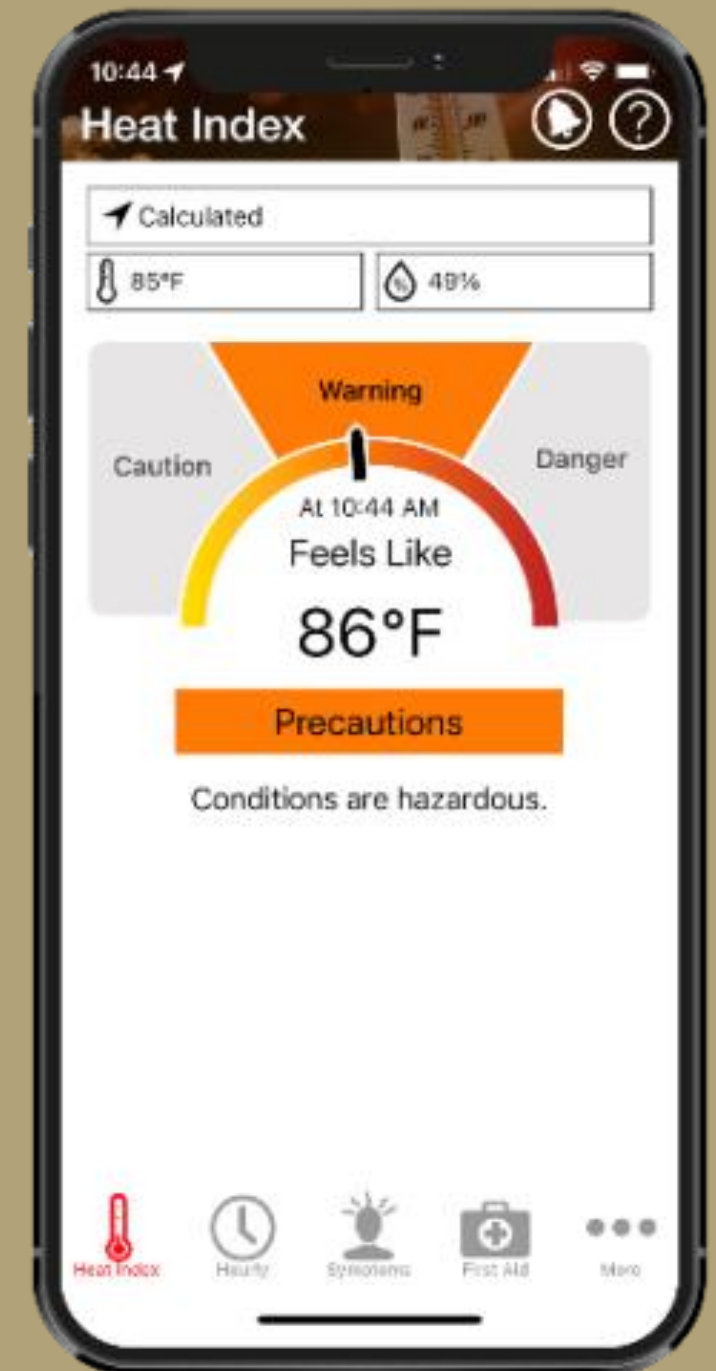 10:44
Heat Index
?
Calculated
85°F
% 49%
Warning
Caution
Danger
At 10:44 AM
Feels Like
86°F
Precautions
Conditions are hazardous.
Heat Index
Hourly
Symptoms
First Aid
More